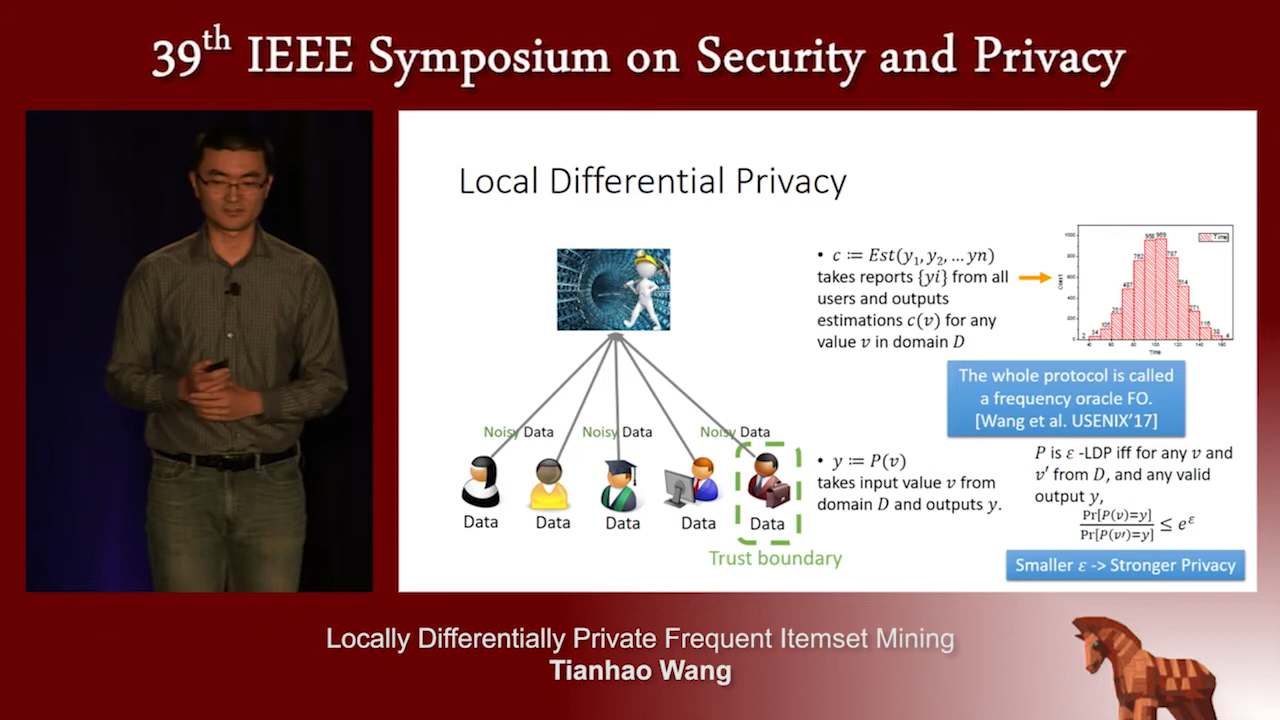 39th IEEE Symposium on Security and Privacy
Local Differential Privacy
• c ≔ Est(y₁, y₂, … yn)
takes reports {yi} from all
users and outputs
estimations c(v) for any
value v in domain D
Time
The whole protocol is called
a frequency oracle FO.
[Wang et al. USENIX'17]
Noisy Data
Noisy Data
Noisy Data
Data
Data
Data
Data
Data
Trust boundary
• y ≔ P(v)
takes input value v from
domain D and outputs y.
P is ε -LDP iff for any v and
v′ from D, and any valid
output y,
Pr[P(v)=y]
Pr[P(v′)=y] ≤ e^ε
Smaller ε -> Stronger Privacy
Locally Differentially Private Frequent Itemset Mining
Tianhao Wang